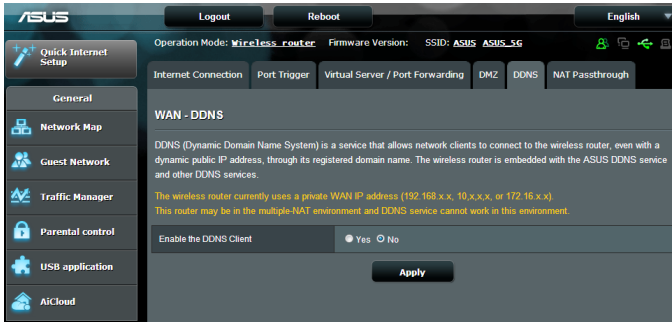 ASUS
Logout
Reboot
English
Quick Internet
Setup
Operation Mode: Wireless router Firmware Version: SSID: ASUS ASUS_5G
Internet Connection
Port Trigger
Virtual Server / Port Forwarding
DMZ
DDNS
NAT Passthrough
General
Network Map
Guest Network
Traffic Manager
Parental control
USB application
AiCloud
WAN - DDNS
DDNS (Dynamic Domain Name System) is a service that allows network clients to connect to the wireless router, even with a
dynamic public IP address, through its registered domain name. The wireless router is embedded with the ASUS DDNS service
and other DDNS services.
The wireless router currently uses a private WAN IP address (192.168.x.x, 10,x,x,x, or 172.16.x.x).
This router may be in the multiple-NAT environment and DDNS service cannot work in this environment.
Enable the DDNS Client
Yes No
Apply